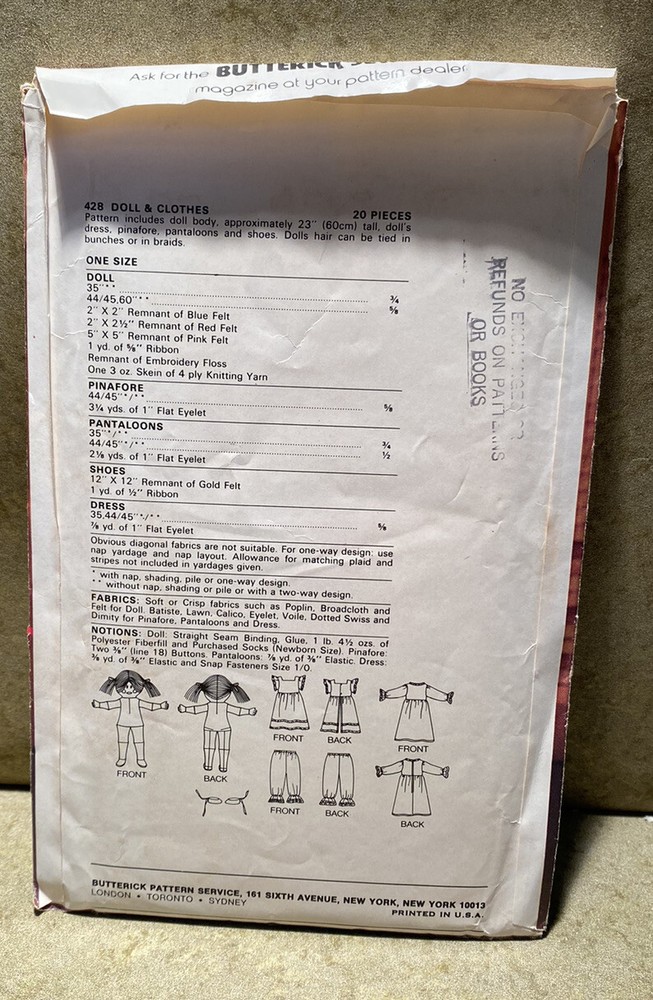 Ask for the BUTTERICK
magazine at your pattern dealer
428 DOLL & CLOTHES 20 PIECES
Pattern includes doll body, approximately 23" (60cm) tall, doll's
dress, pinafore, pantaloons and shoes. Dolls hair can be tied in
bunches or in braids.
ONE SIZE
DOLL
35"**
44/45,60"** ¾
2" X 2" Remnant of Blue Felt ⅝
2" X 2½" Remnant of Red Felt
5" X 5" Remnant of Pink Felt
1 yd. of ⅝" Ribbon
Remnant of Embroidery Floss
One 3 oz. Skein of 4 ply Knitting Yarn
PINAFORE
44/45"*/**
3¼ yds. of 1" Flat Eyelet ⅝
PANTALOONS
35"*/**
44/45"*/** ¾
2⅛ yds. of 1" Flat Eyelet ½
SHOES
12" X 12" Remnant of Gold Felt
1 yd. of ½" Ribbon
DRESS
35,44/45"*/**
⅞ yd. of 1" Flat Eyelet ⅝
Obvious diagonal fabrics are not suitable. For one-way design: use
nap yardage and nap layout. Allowance for matching plaid and
stripes not included in yardages given.
* with nap, shading, pile or one-way design.
** without nap, shading or pile or with a two-way design.
FABRICS: Soft or Crisp fabrics such as Poplin, Broadcloth and
Felt for Doll. Batiste, Lawn, Calico, Eyelet, Voile, Dotted Swiss and
Dimity for Pinafore, Pantaloons and Dress.
NOTIONS: Doll: Straight Seam Binding, Glue, 1 lb. 4½ ozs. of
Polyester Fiberfill and Purchased Socks (Newborn Size). Pinafore:
Two ⅜" (line 18) Buttons. Pantaloons: ⅞ yd. of ⅜" Elastic. Dress:
⅜ yd. of ⅜" Elastic and Snap Fasteners Size 1/0.
FRONT
BACK
FRONT
BACK
FRONT
FRONT
BACK
BACK
NO
REFUNDS ON PATTERNS
OR BOOKS
BUTTERICK PATTERN SERVICE, 161 SIXTH AVENUE, NEW YORK, NEW YORK 10013
LONDON • TORONTO • SYDNEY
PRINTED IN U.S.A.